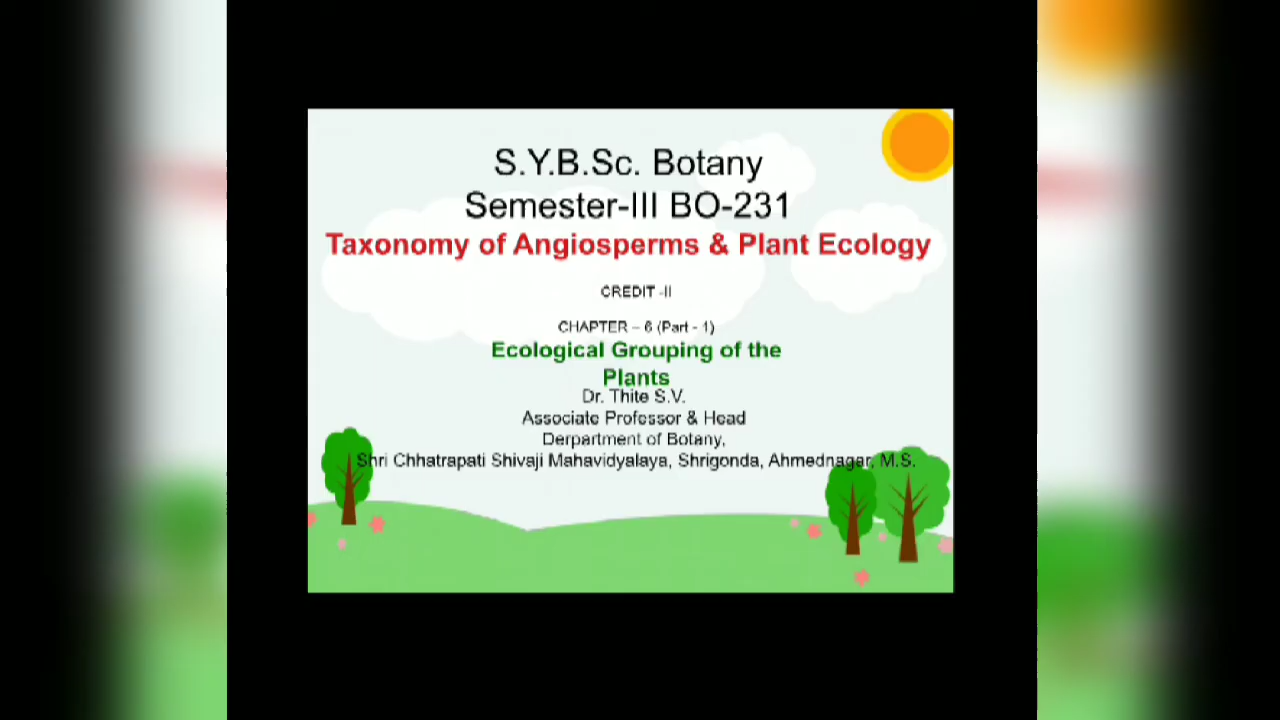 S.Y.B.Sc. Botany
Semester-III BO-231
Taxonomy of Angiosperms & Plant Ecology
CREDIT -II
CHAPTER – 6 (Part - 1)
Ecological Grouping of the
Plants
Dr. Thite S.V.
Associate Professor & Head
Derpartment of Botany,
Shri Chhatrapati Shivaji Mahavidyalaya, Shrigonda, Ahmednagar, M.S.